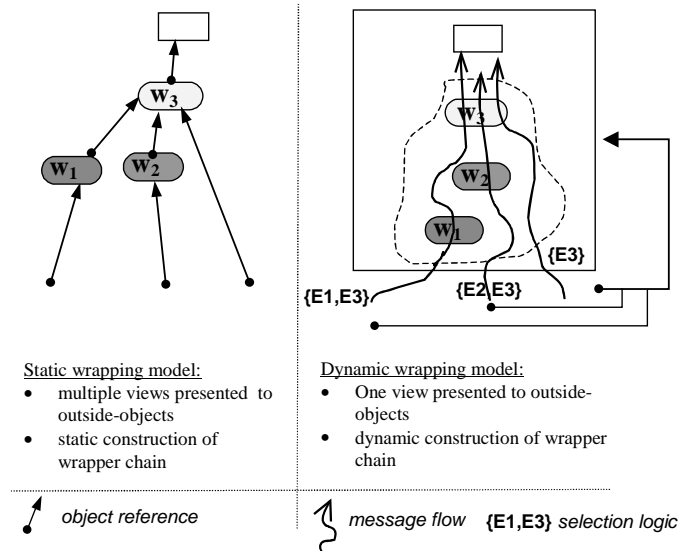 w3
w1
w2
w3
w2
w1
{E3}
{E1,E3}
{E2,E3}
Static wrapping model:
• multiple views presented to
outside-objects
• static construction of
wrapper chain
Dynamic wrapping model:
• One view presented to outside-
objects
• dynamic construction of wrapper
chain
object reference
message flow {E1,E3} selection logic